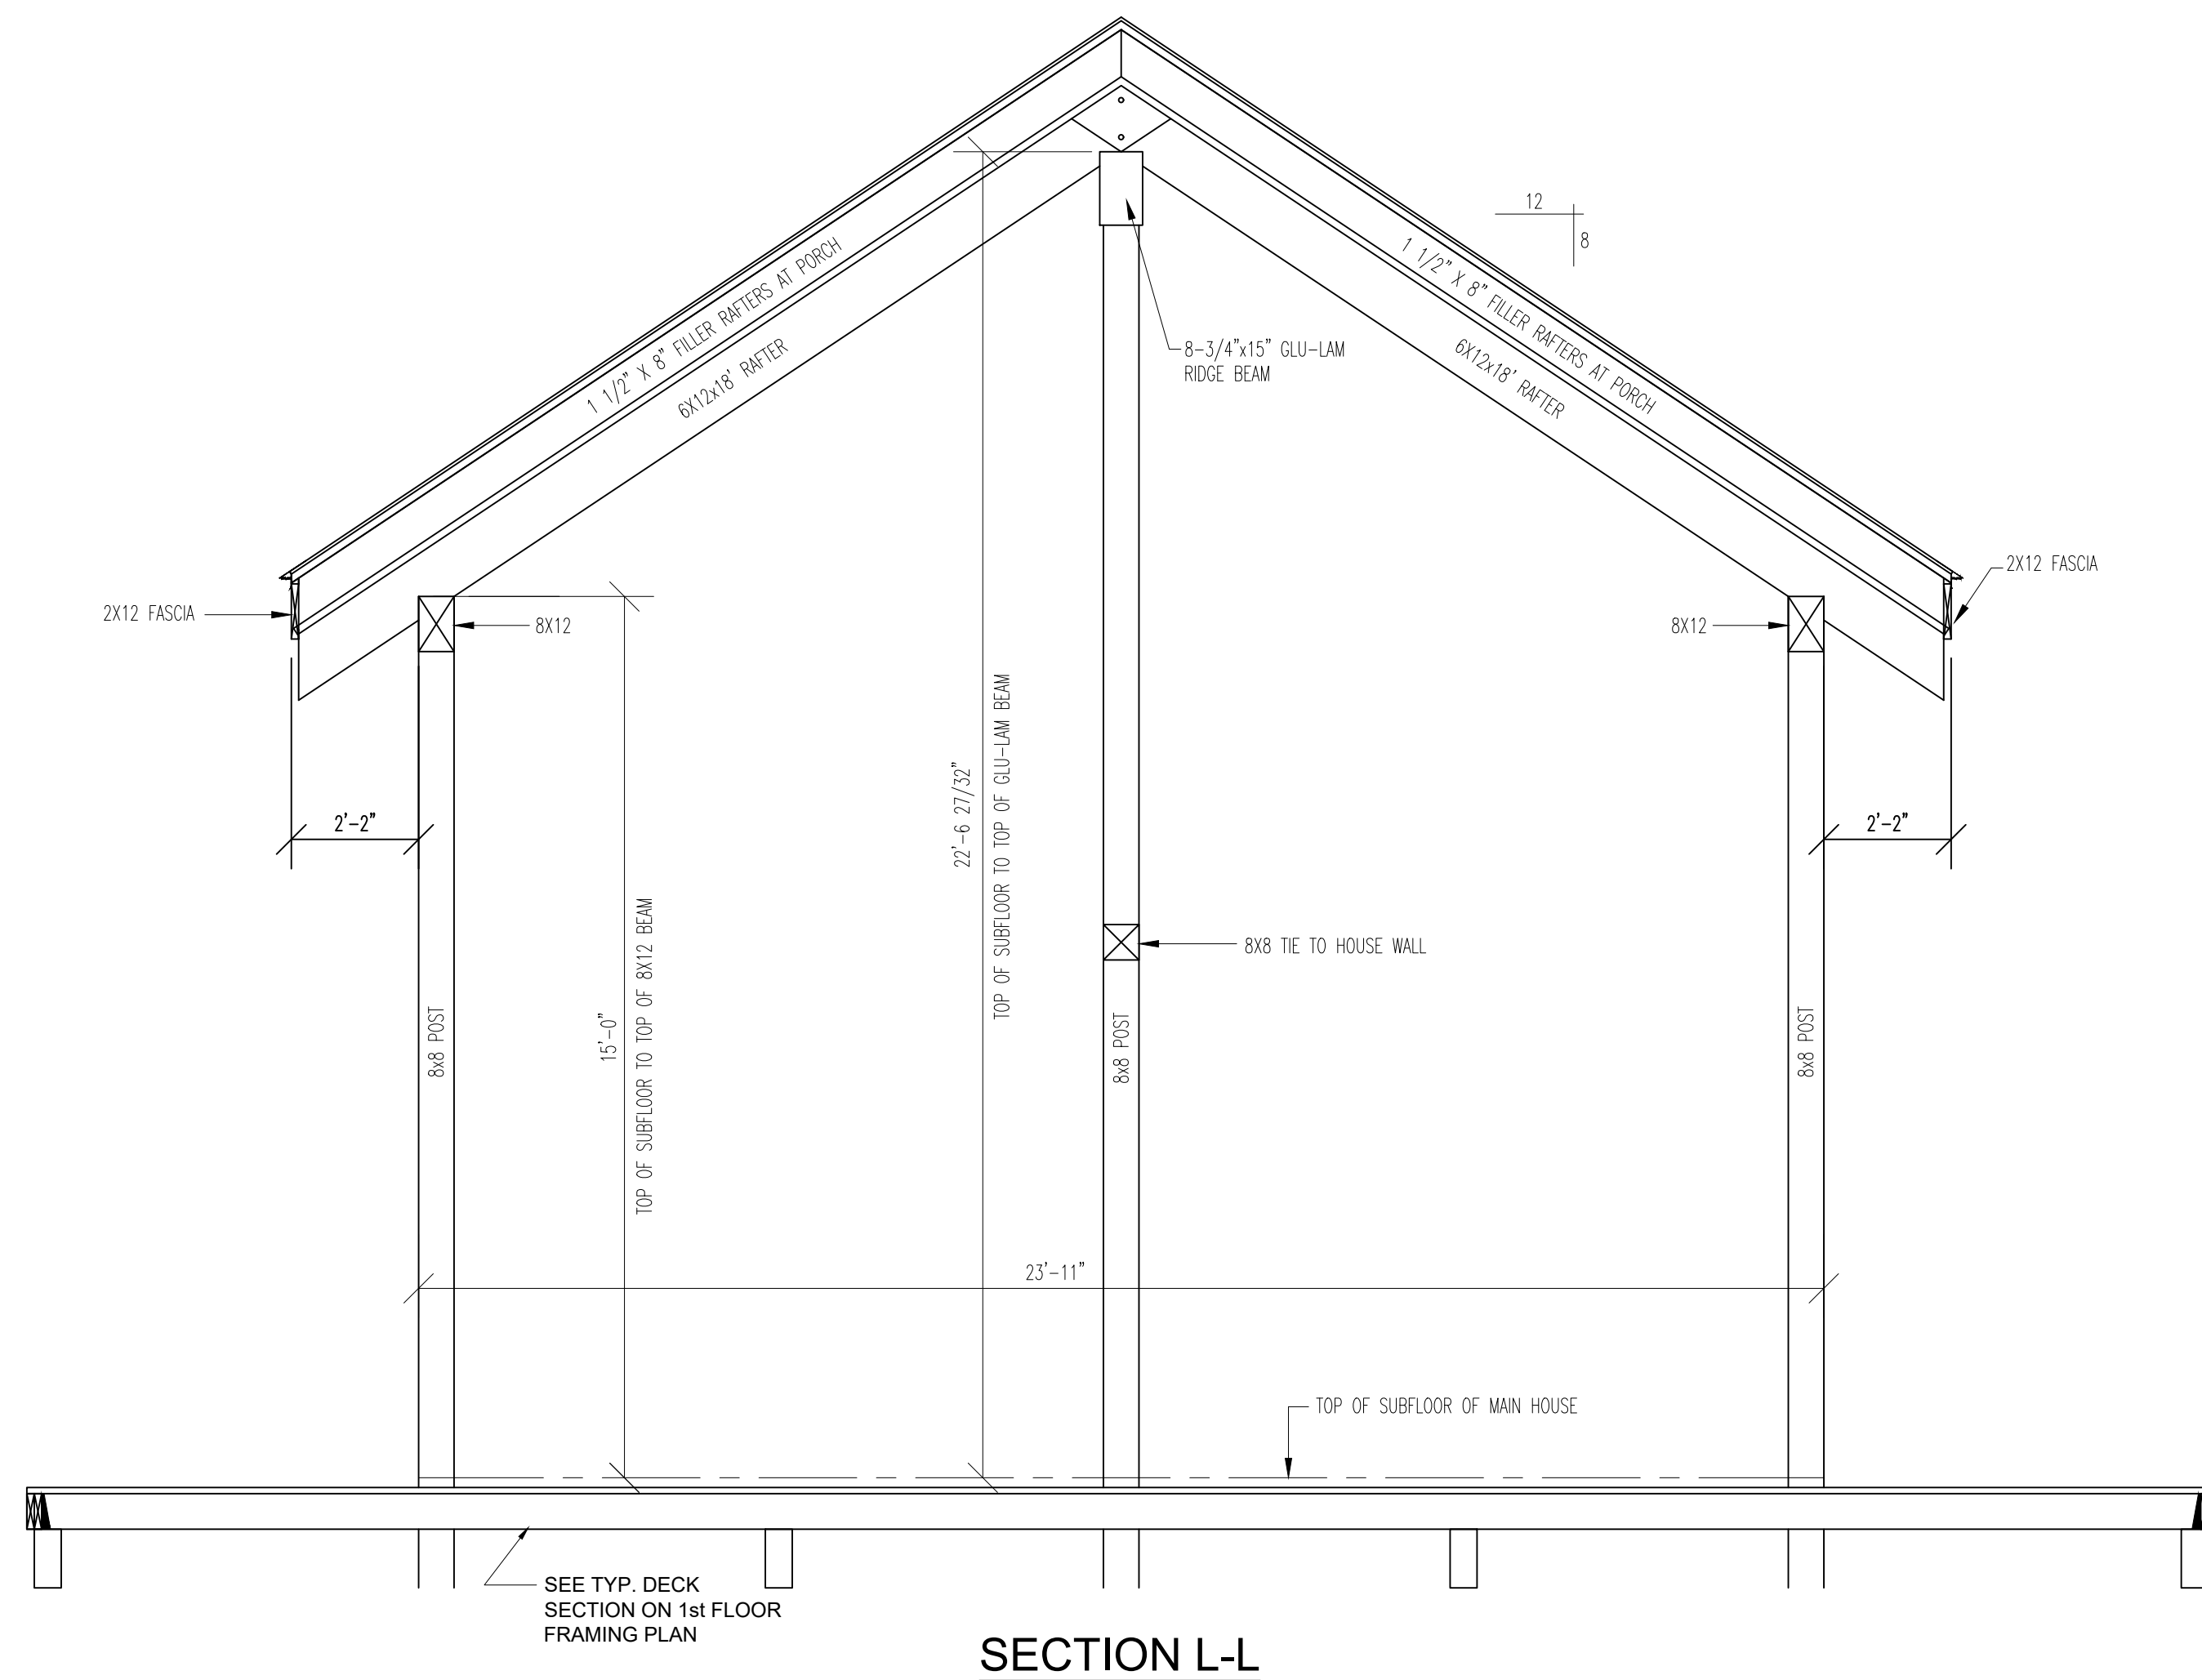 12
8
1 1/2" X 8" FILLER RAFTERS AT PORCH
1 1/2" X 8" FILLER RAFTERS AT PORCH
6X12x18' RAFTER
6X12x18' RAFTER
8-3/4"x15" GLU-LAM
RIDGE BEAM
2X12 FASCIA
2X12 FASCIA
8X12
8X12
2'-2"
2'-2"
22'-6 27/32"
TOP OF SUBFLOOR TO TOP OF GLU-LAM BEAM
15'-0"
TOP OF SUBFLOOR TO TOP OF 8X12 BEAM
8X8 TIE TO HOUSE WALL
8x8 POST
8x8 POST
8x8 POST
23'-11"
TOP OF SUBFLOOR OF MAIN HOUSE
SEE TYP. DECK
SECTION ON 1st FLOOR
FRAMING PLAN
SECTION L-L